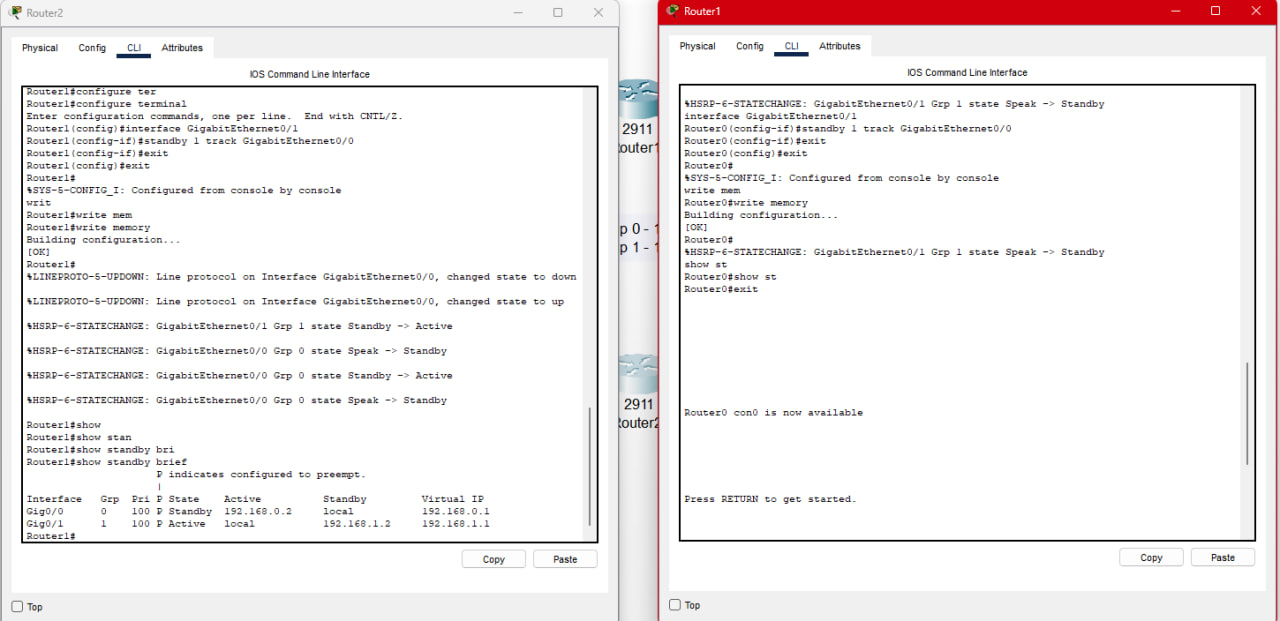 Router2
Physical Config CLI Attributes
IOS Command Line Interface
Router1#configure ter
Router1#configure terminal
Enter configuration commands, one per line. End with CNTL/Z.
Router1(config)#interface GigabitEthernet0/1
Router1(config-if)#standby 1 track GigabitEthernet0/0
Router1(config-if)#exit
Router1(config)#exit
Router1#
%SYS-5-CONFIG_I: Configured from console by console
writ
Router1#write mem
Router1#write memory
Building configuration...
[OK]
Router1#
%LINEPROTO-5-UPDOWN: Line protocol on Interface GigabitEthernet0/0, changed state to down
%LINEPROTO-5-UPDOWN: Line protocol on Interface GigabitEthernet0/0, changed state to up
%HSRP-6-STATECHANGE: GigabitEthernet0/1 Grp 1 state Standby -> Active
%HSRP-6-STATECHANGE: GigabitEthernet0/0 Grp 0 state Speak -> Standby
%HSRP-6-STATECHANGE: GigabitEthernet0/0 Grp 0 state Standby -> Active
%HSRP-6-STATECHANGE: GigabitEthernet0/0 Grp 0 state Speak -> Standby
Router1#show
Router1#show stan
Router1#show standby bri
Router1#show standby brief
P indicates configured to preempt.
|
Interface Grp Pri P State Active Standby Virtual IP
Gig0/0 0 100 P Standby 192.168.0.2 local 192.168.0.1
Gig0/1 1 100 P Active local 192.168.1.2 192.168.1.1
Router1#
Copy Paste
Top
2911
outer1
p 0 - 1
p 1 - 1
2911
outer2
Router1
Physical Config CLI Attributes
IOS Command Line Interface
%HSRP-6-STATECHANGE: GigabitEthernet0/1 Grp 1 state Speak -> Standby
interface GigabitEthernet0/1
Router0(config-if)#standby 1 track GigabitEthernet0/0
Router0(config-if)#exit
Router0(config)#exit
Router0#
%SYS-5-CONFIG_I: Configured from console by console
write mem
Router0#write memory
Building configuration...
[OK]
Router0#
%HSRP-6-STATECHANGE: GigabitEthernet0/1 Grp 1 state Speak -> Standby
show st
Router0#show st
Router0#exit
Router0 con0 is now available
Press RETURN to get started.
Copy Paste
Top